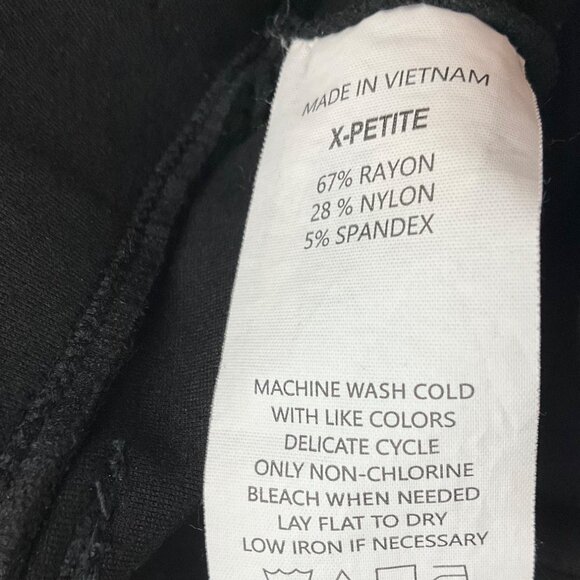 MADE IN VIETNAM
X-PETITE
67% RAYON
28 % NYLON
5% SPANDEX
MACHINE WASH COLD
WITH LIKE COLORS
DELICATE CYCLE
ONLY NON-CHLORINE
BLEACH WHEN NEEDED
LAY FLAT TO DRY
LOW IRON IF NECESSARY